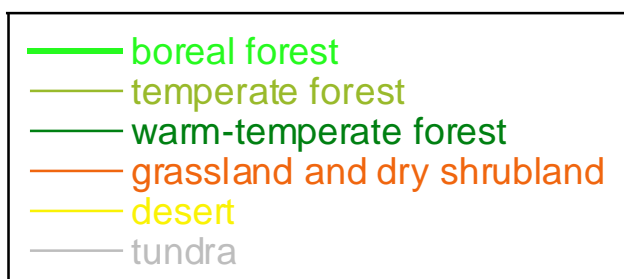 boreal forest
temperate forest
warm-temperate forest
grassland and dry shrubland
desert
tundra